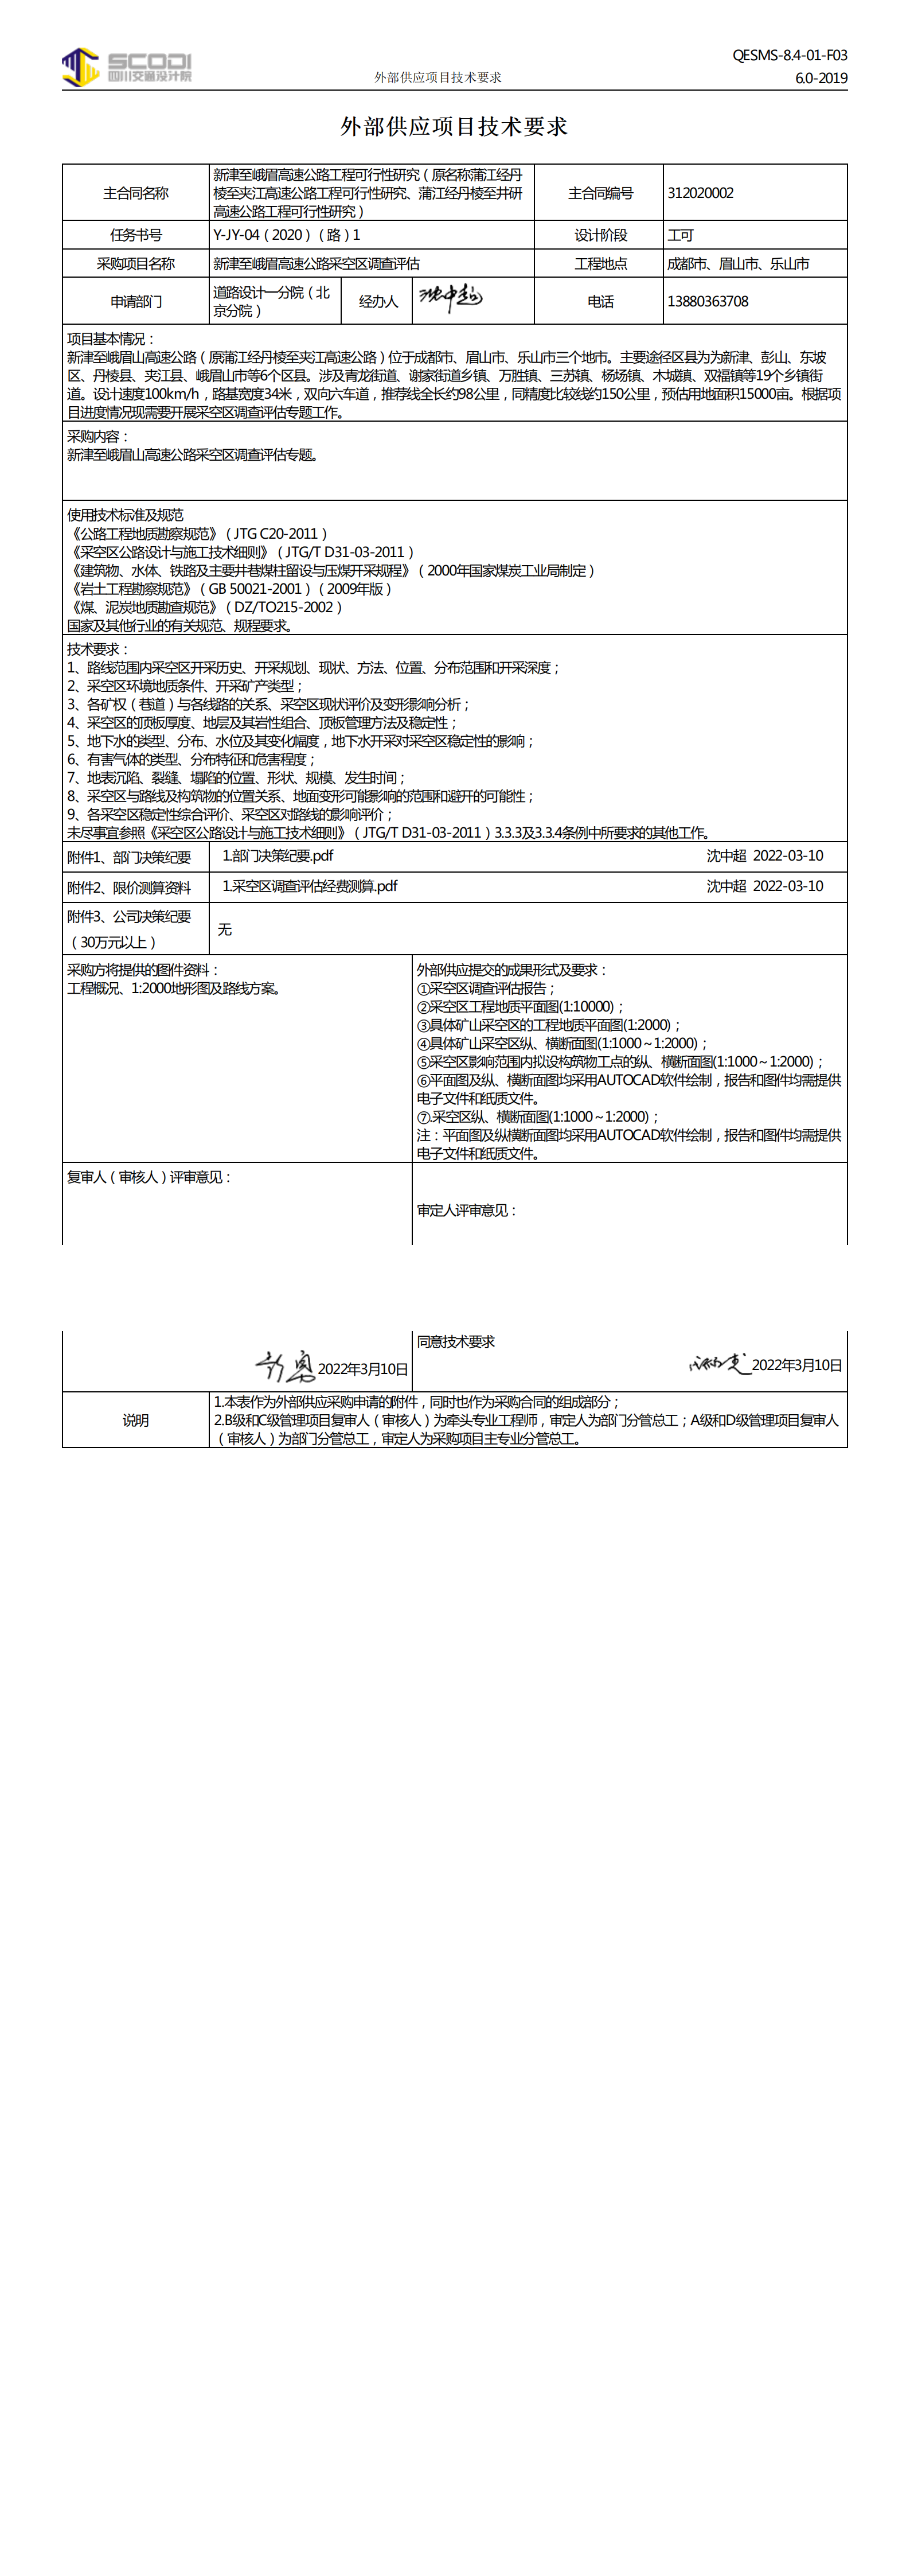 SCODI
四川交通设计院
外部供应项目技术要求
QESMS-8.4-01-F03
6.0-2019
外部供应项目技术要求
主合同名称
新津至峨眉高速公路工程可行性研究（原名称蒲江经丹
棱至夹江高速公路工程可行性研究、蒲江经丹棱至井研
高速公路工程可行性研究）
主合同编号
312020002
任务书号
Y-JY-04（2020）（路）1
设计阶段
工可
采购项目名称
新津至峨眉高速公路采空区调查评估
工程地点
成都市、眉山市、乐山市
申请部门
道路设计一分院（北
京分院）
经办人
沈中超
电话
13880363708
项目基本情况：
新津至峨眉山高速公路（原蒲江经丹棱至夹江高速公路）位于成都市、眉山市、乐山市三个地市。主要途径区县为为新津、彭山、东坡
区、丹棱县、夹江县、峨眉山市等6个区县。涉及青龙街道、谢家街道乡镇、万胜镇、三苏镇、杨场镇、木城镇、双福镇等19个乡镇街
道。设计速度100km/h，路基宽度34米，双向六车道，推荐线全长约98公里，同精度比较线约150公里，预估用地面积15000亩。根据项
目进度情况现需要开展采空区调查评估专题工作。
采购内容：
新津至峨眉山高速公路采空区调查评估专题。
使用技术标准及规范
《公路工程地质勘察规范》（JTG C20-2011）
《采空区公路设计与施工技术细则》（JTG/T D31-03-2011）
《建筑物、水体、铁路及主要井巷煤柱留设与压煤开采规程》（2000年国家煤炭工业局制定）
《岩土工程勘察规范》（GB 50021-2001）（2009年版）
《煤、泥炭地质勘查规范》（DZ/TO215-2002）
国家及其他行业的有关规范、规程要求。
技术要求：
1、路线范围内采空区开采历史、开采规划、现状、方法、位置、分布范围和开采深度；
2、采空区环境地质条件、开采矿产类型；
3、各矿权（巷道）与各线路的关系、采空区现状评价及变形影响分析；
4、采空区的顶板厚度、地层及其岩性组合、顶板管理方法及稳定性；
5、地下水的类型、分布、水位及其变化幅度，地下水开采对采空区稳定性的影响；
6、有害气体的类型、分布特征和危害程度；
7、地表沉陷、裂缝、塌陷的位置、形状、规模、发生时间；
8、采空区与路线及构筑物的位置关系、地面变形可能影响的范围和避开的可能性；
9、各采空区稳定性综合评价、采空区对路线的影响评价；
未尽事宜参照《采空区公路设计与施工技术细则》（JTG/T D31-03-2011）3.3.3及3.3.4条例中所要求的其他工作。
附件1、部门决策纪要
1.部门决策纪要.pdf
沈中超 2022-03-10
附件2、限价测算资料
1.采空区调查评估经费测算.pdf
沈中超 2022-03-10
附件3、公司决策纪要
（30万元以上）
无
采购方将提供的图件资料：
工程概况、1:2000地形图及路线方案。
外部供应提交的成果形式及要求：
①采空区调查评估报告；
②采空区工程地质平面图(1:10000)；
③具体矿山采空区的工程地质平面图(1:2000)；
④具体矿山采空区纵、横断面图(1:1000～1:2000)；
⑤采空区影响范围内拟设构筑物工点的纵、横断面图(1:1000～1:2000)；
⑥平面图及纵、横断面图均采用AUTOCAD软件绘制，报告和图件均需提供
电子文件和纸质文件。
⑦.采空区纵、横断面图(1:1000～1:2000)；
注：平面图及纵横断面图均采用AUTOCAD软件绘制，报告和图件均需提供
电子文件和纸质文件。
复审人（审核人）评审意见：
审定人评审意见：
同意技术要求
2022年3月10日
2022年3月10日
说明
1.本表作为外部供应采购申请的附件，同时也作为采购合同的组成部分；
2.B级和C级管理项目复审人（审核人）为牵头专业工程师，审定人为部门分管总工；A级和D级管理项目复审人
（审核人）为部门分管总工，审定人为采购项目主专业分管总工。